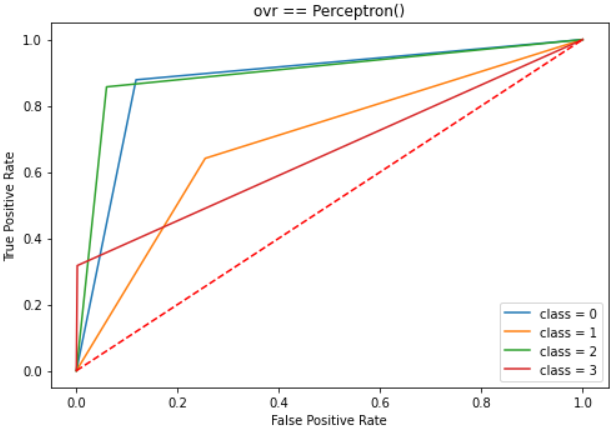 ovr == Perceptron()
True Positive Rate
1.0
0.8
0.6
0.4
0.2
0.0
class = 0
class = 1
class = 2
class = 3
0.0 0.2 0.4 0.6 0.8 1.0
False Positive Rate